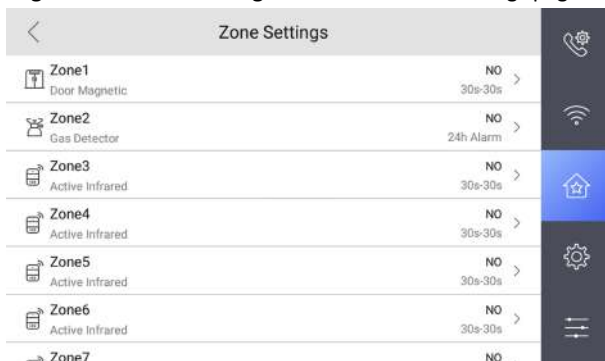 Zone Settings
Zone1 NO
Door Magnetic 30s-30s
Zone2 NO
Gas Detector 24h Alarm
Zone3 NO
Active Infrared 30s-30s
Zone4 NO
Active Infrared 30s-30s
Zone5 NO
Active Infrared 30s-30s
Zone6 NO
Active Infrared 30s-30s
Zone7 NO